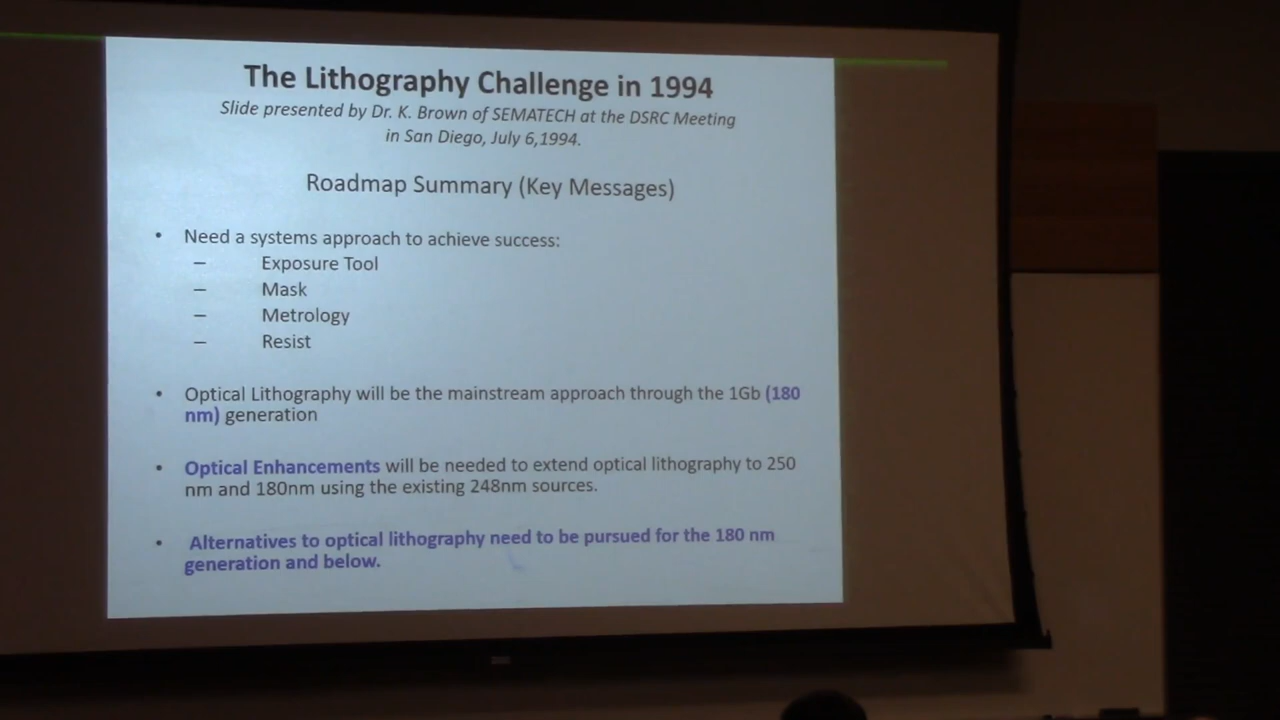 The Lithography Challenge in 1994
Slide presented by Dr. K. Brown of SEMATECH at the DSRC Meeting
in San Diego, July 6,1994.
Roadmap Summary (Key Messages)
• Need a systems approach to achieve success:
– Exposure Tool
– Mask
– Metrology
– Resist
• Optical Lithography will be the mainstream approach through the 1Gb (180
nm) generation
• Optical Enhancements will be needed to extend optical lithography to 250
nm and 180nm using the existing 248nm sources.
• Alternatives to optical lithography need to be pursued for the 180 nm
generation and below.